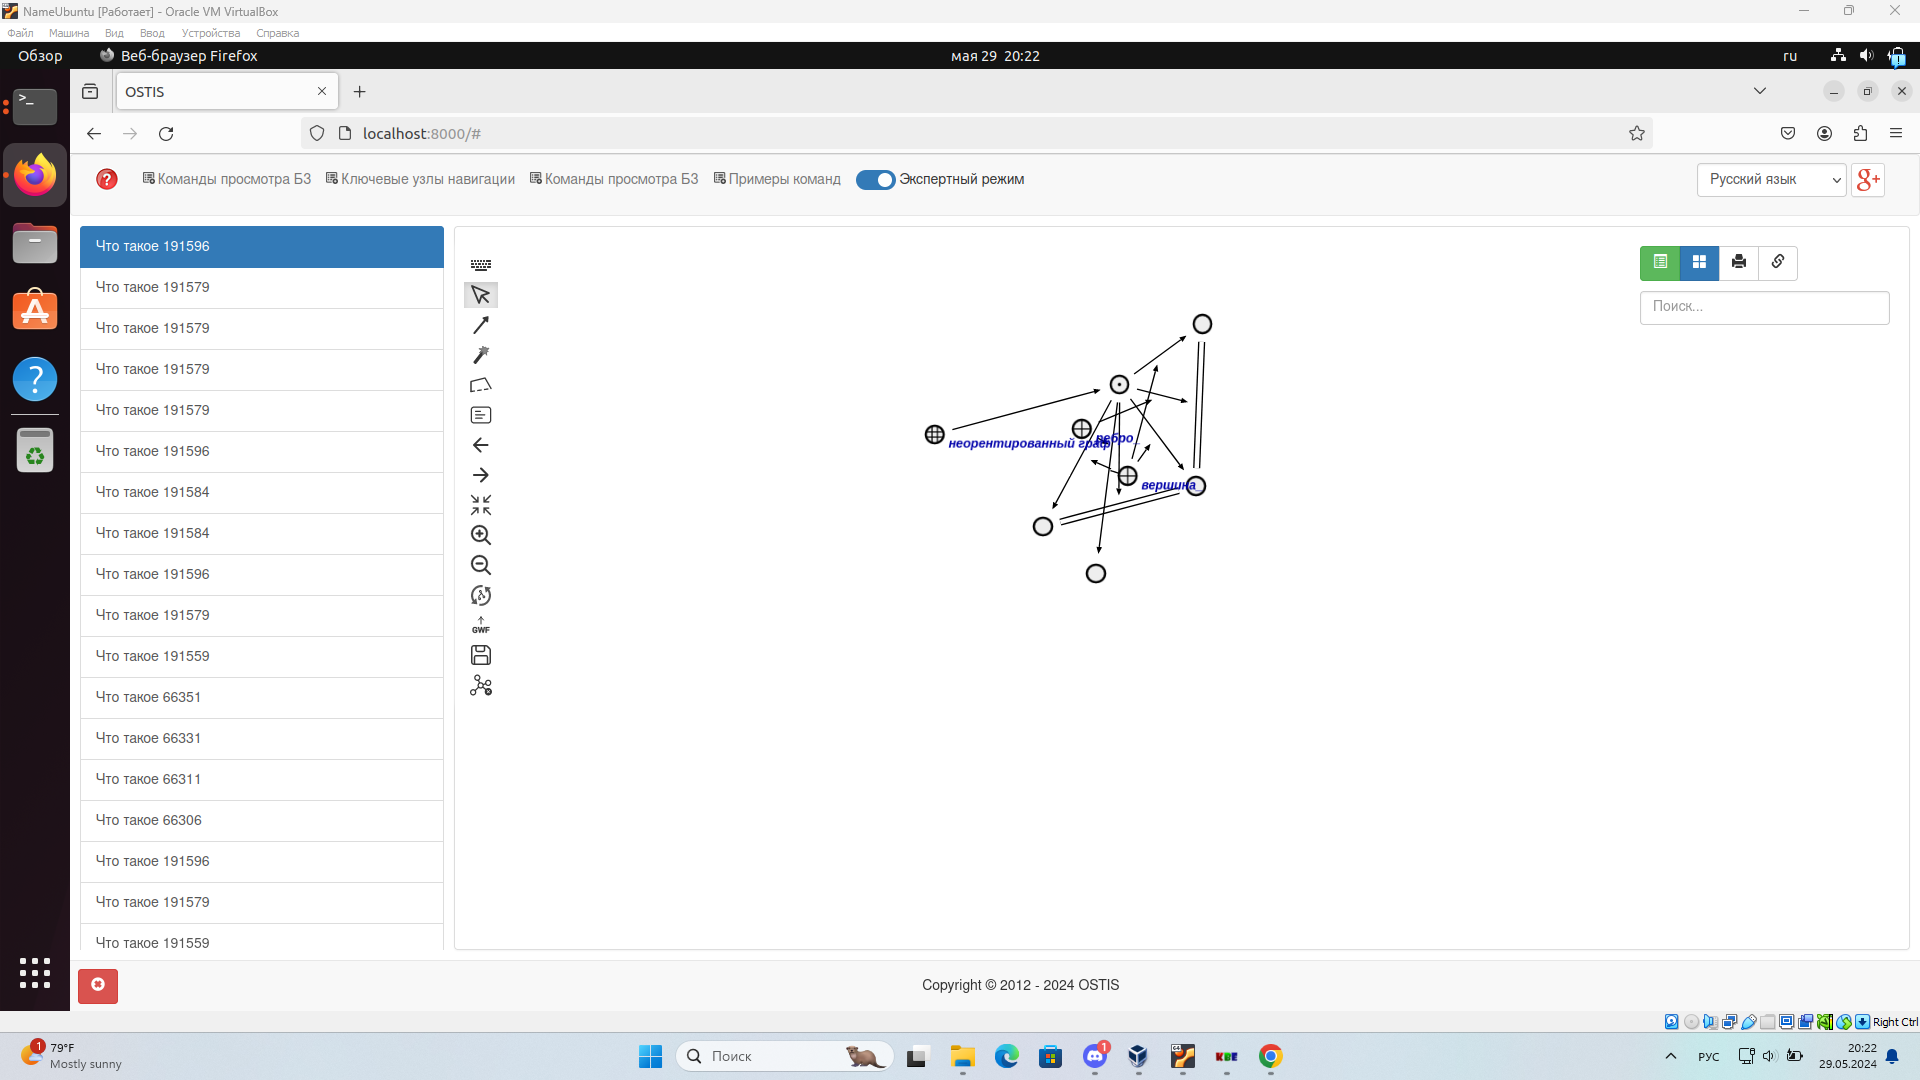 NameUbuntu [Работает] - Oracle VM VirtualBox
Файл Машина Вид Ввод Устройства Справка
Обзор Веб-браузер Firefox мая 29 20:22 ru
OSTIS
localhost:8000/#
Команды просмотра БЗ Ключевые узлы навигации Команды просмотра БЗ Примеры команд Экспертный режим Русский язык g+
Что такое 191596
Что такое 191579
Что такое 191579
Что такое 191579
Что такое 191579
Что такое 191596
Что такое 191584
Что такое 191584
Что такое 191596
Что такое 191579
Что такое 191559
Что такое 66351
Что такое 66331
Что такое 66311
Что такое 66306
Что такое 191596
Что такое 191579
Что такое 191559
GWF
Поиск...
неорентированный граф
ребро_
вершина_
Copyright © 2012 - 2024 OSTIS
Right Ctrl
1
79°F
Mostly sunny
Поиск
1
РУС
20:22
29.05.2024